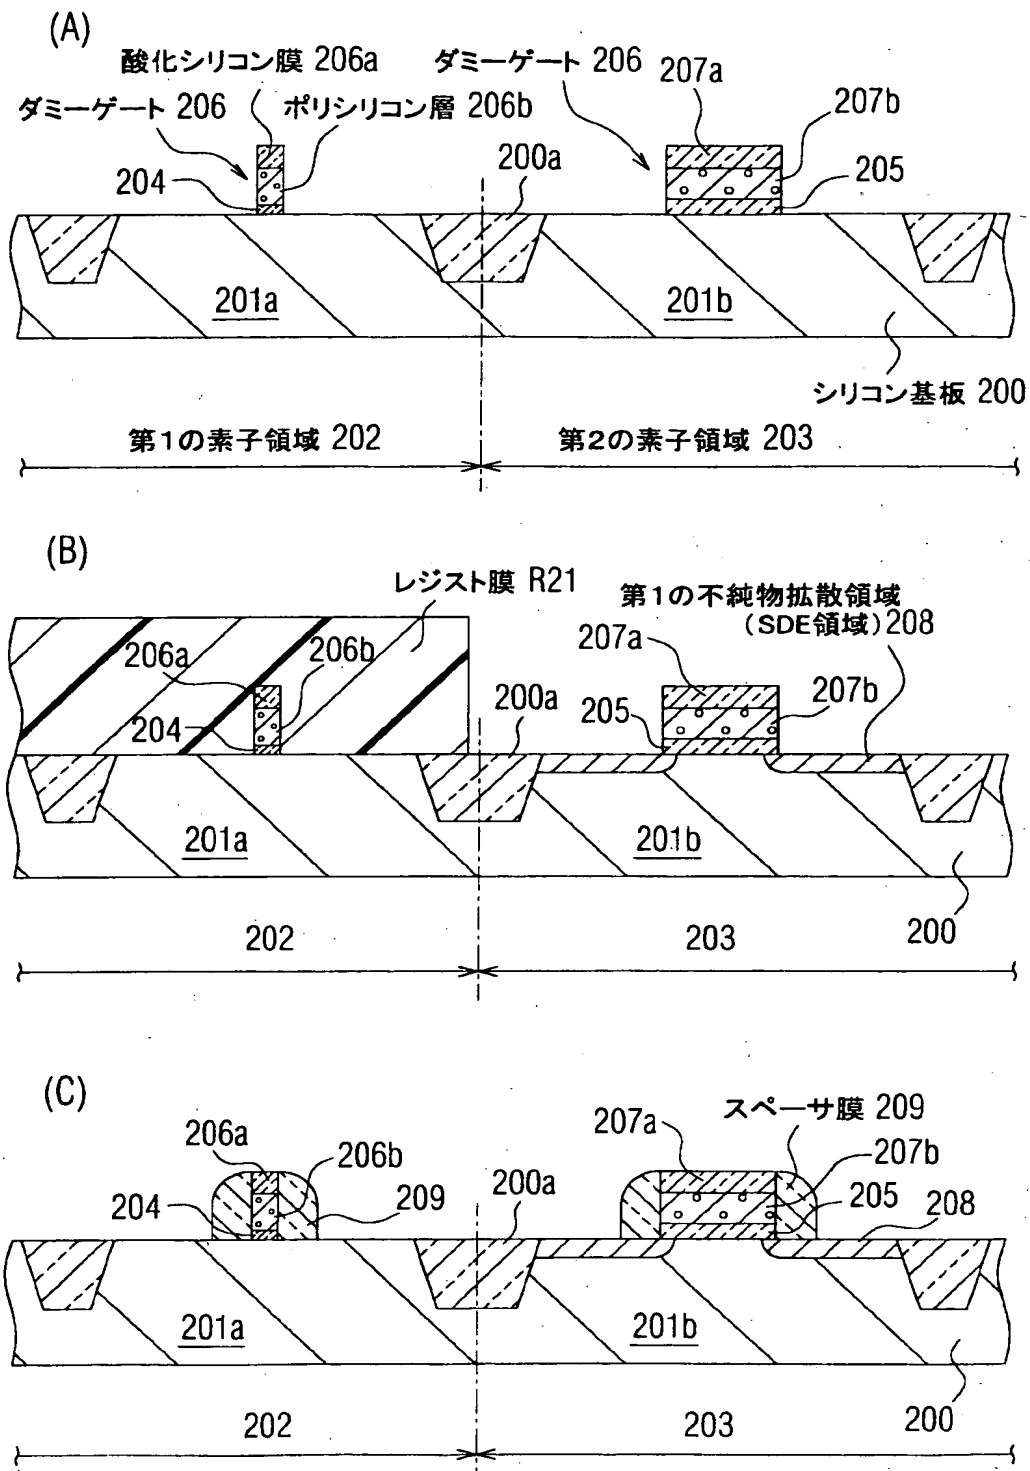 (A)
酸化シリコン膜 206a
ダミーゲート 206
207a
ダミーゲート 206
ポリシリコン層 206b
207b
204
200a
205
201a
201b
シリコン基板 200
第1の素子領域 202
第2の素子領域 203
(B)
レジスト膜 R21
第1の不純物拡散領域
(SDE領域) 208
206a
206b
207a
200a
207b
204
205
201a
201b
202
203
200
(C)
スペーサ膜 209
206a
207a
206b
207b
200a
204
209
205
208
201a
201b
200
202
203